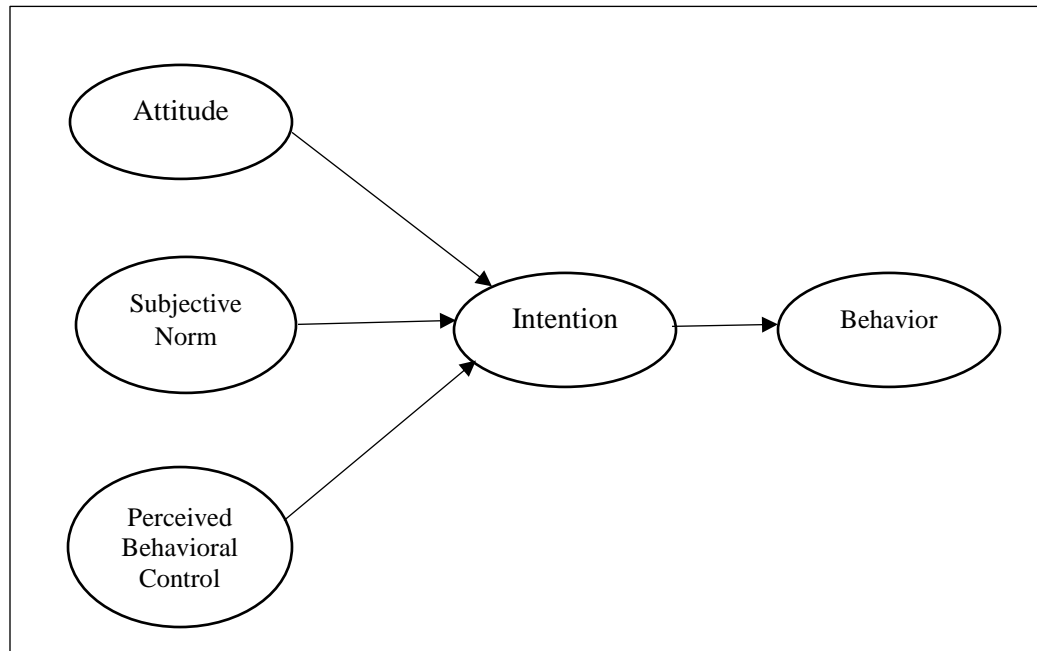 Attitude
Subjective
Norm
Intention
Behavior
Perceived
Behavioral
Control